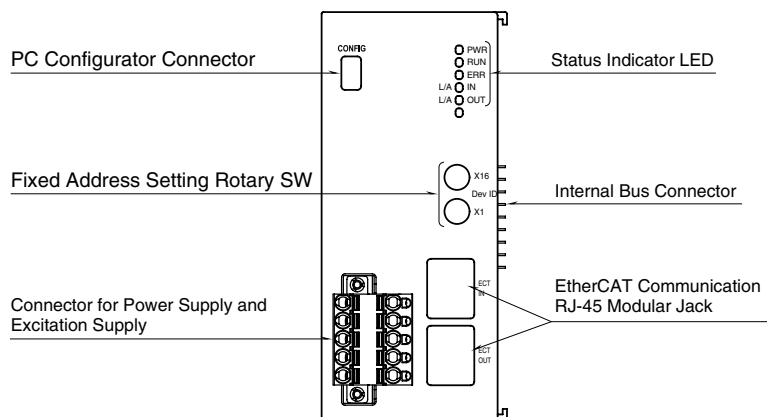 PC Configurator Connector
CONFIG
PWR
RUN
ERR
L/A IN
L/A OUT
Status Indicator LED
Fixed Address Setting Rotary SW
X16
Dev ID
X1
Internal Bus Connector
Connector for Power Supply and
Excitation Supply
ECT
IN
ECT
OUT
EtherCAT Communication
RJ-45 Modular Jack